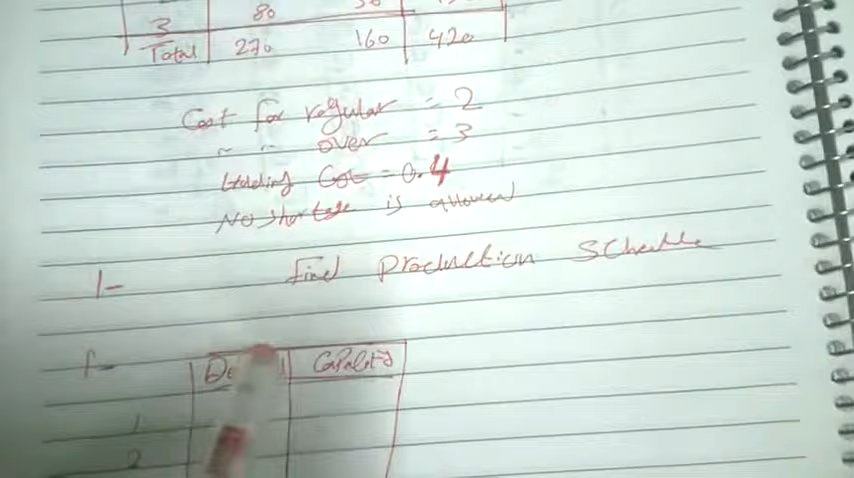 3 80
Total 270 160 420
Cost for regular = 2
" " over = 3
Holding Cost = 0.4
No shortage is allowed
1- find production Schedule
1- Capacity
1
2